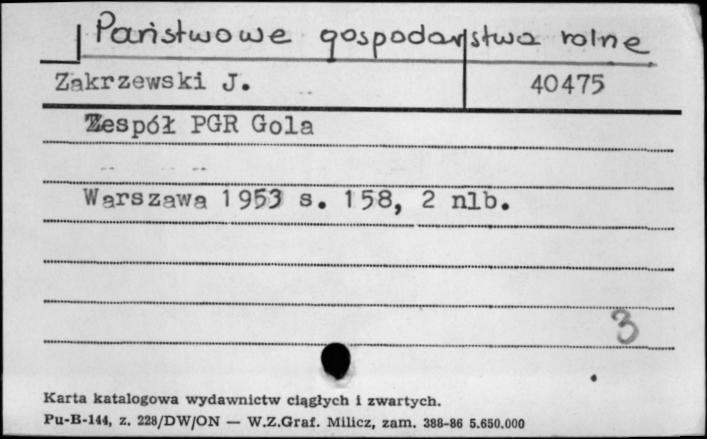 Państwowe gospodarstwa rolne
Zakrzewski J.
40475
Zespół PGR Gola
Warszawa 1953 s. 158, 2 nlb.
3
Karta katalogowa wydawnictw ciągłych i zwartych.
Pu-B-144, z. 228/DW/ON — W.Z.Graf. Milicz, zam. 388-86 5.650.000